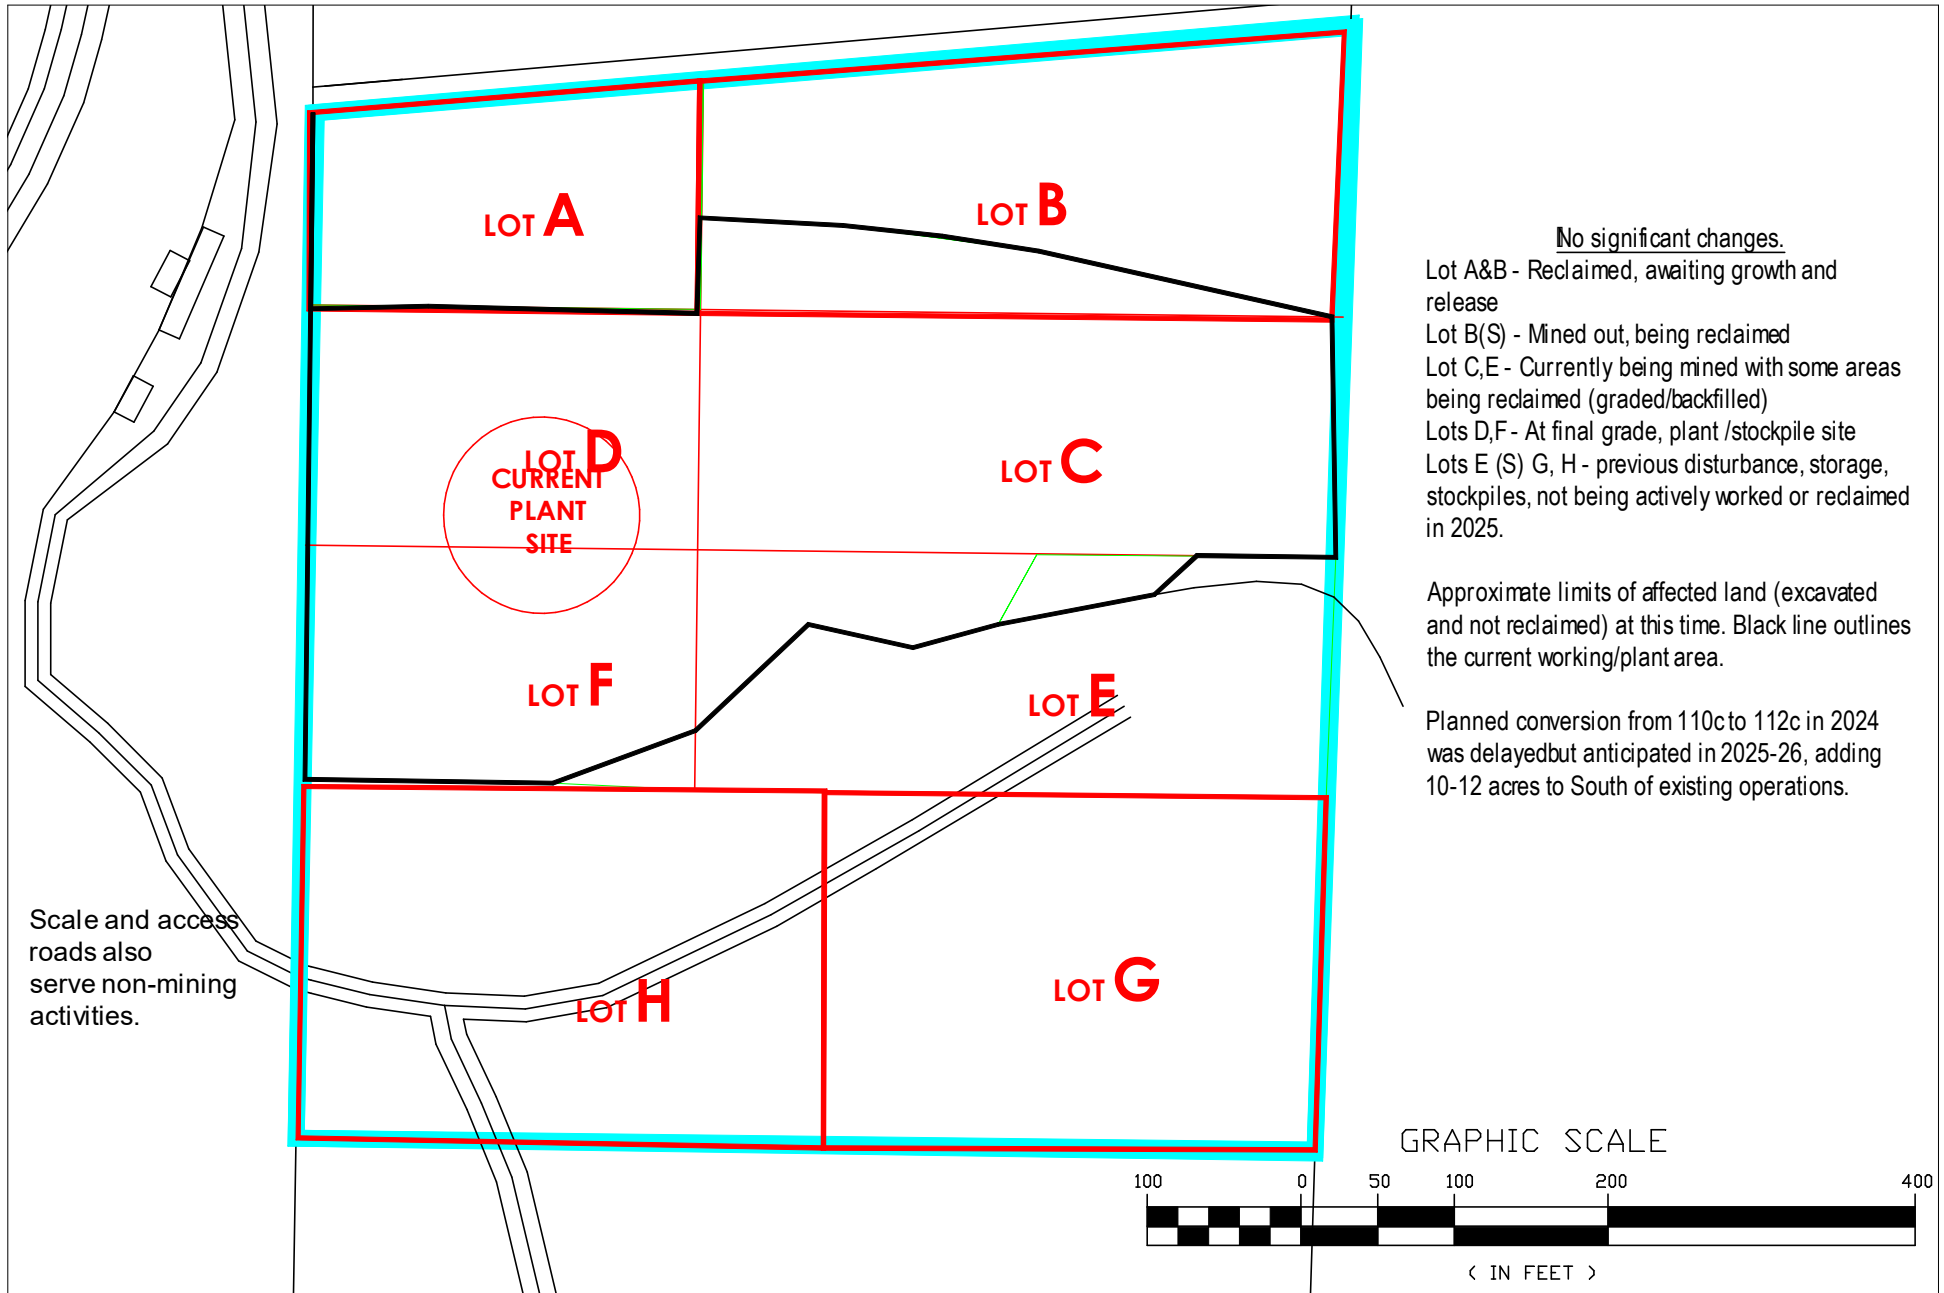 LOT A
LOT B
No significant changes.
Lot A&B - Reclaimed, awaiting growth and
release
Lot B(S) - Mined out, being reclaimed
Lot C,E - Currently being mined with some areas
being reclaimed (graded/backfilled)
Lots D,F - At final grade, plant /stockpile site
Lots E (S) G, H - previous disturbance, storage,
stockpiles, not being actively worked or reclaimed
in 2025.
Approximate limits of affected land (excavated
and not reclaimed) at this time. Black line outlines
the current working/plant area.
Planned conversion from 110c to 112c in 2024
was delayedbut anticipated in 2025-26, adding
10-12 acres to South of existing operations.
LOT D
CURRENT
PLANT
SITE
LOT C
LOT F
LOT E
Scale and access
roads also
serve non-mining
activities.
LOT H
LOT G
GRAPHIC SCALE
100 0 50 100 200 400
( IN FEET )